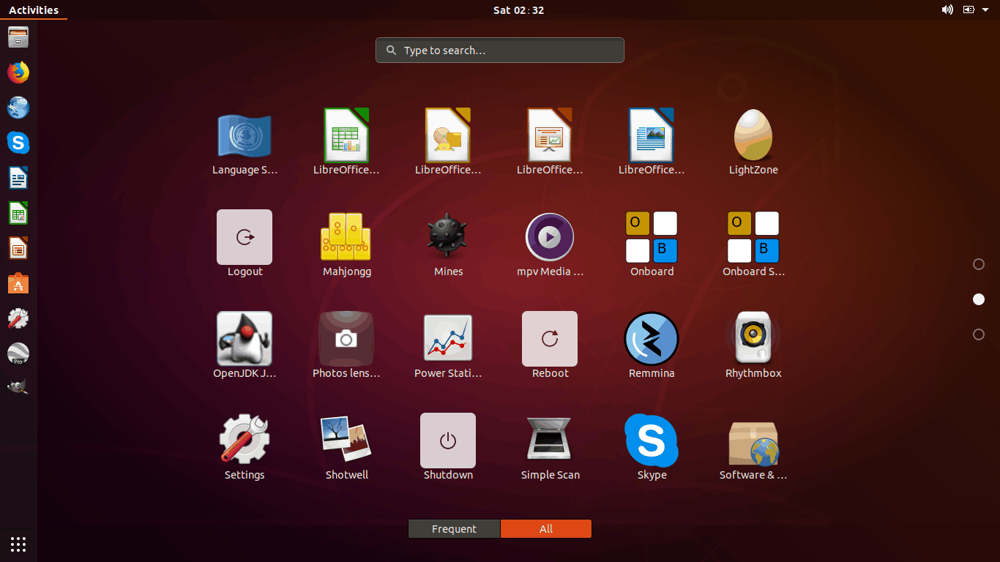 Activities
Sat 02:32
Type to search...
Language S...
LibreOffice...
LibreOffice...
LibreOffice...
LibreOffice...
LightZone
O
B
O
B
Logout
Mahjongg
Mines
mpv Media ...
Onboard
Onboard S...
OpenJDK J...
Photos lens...
Power Stati...
Reboot
Remmina
Rhythmbox
S
Pro
S
Settings
Shotwell
Shutdown
Simple Scan
Skype
Software & ...
Frequent
All